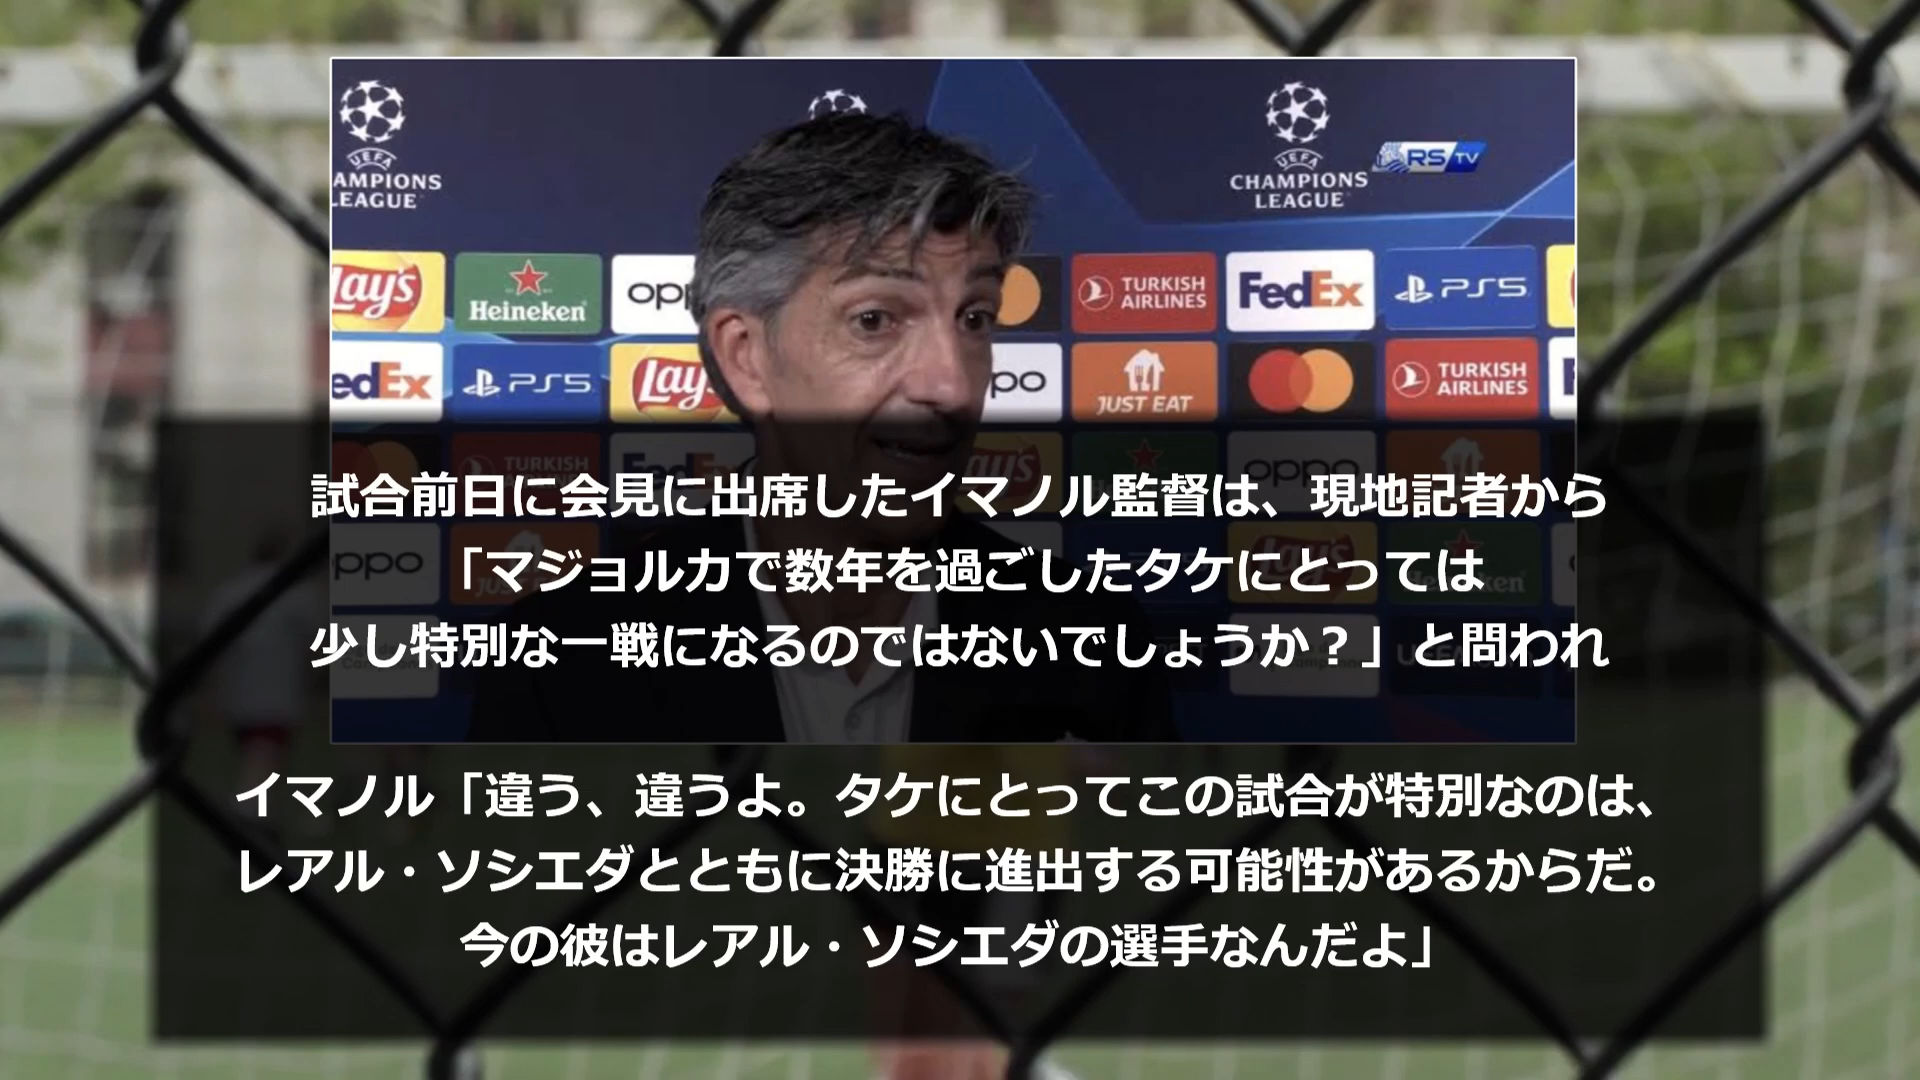 UEFA
AMPIONS
LEAGUE
UEFA
CHAMPIONS
LEAGUE
RS TV
Lay's
Heineken
opp
TURKISH
AIRLINES
FedEx
PS5
edEx
PS5
Lay
po
JUST EAT
TURKISH
AIRLINES
TURKISH
FedEx
ay's
oppo
試合前日に会見に出席したイマノル監督は、現地記者から
「マジョルカで数年を過ごしたタケにとっては
少し特別な一戦になるのではないでしょうか？」と問われ
イマノル「違う、違うよ。タケにとってこの試合が特別なのは、
レアル・ソシエダとともに決勝に進出する可能性があるからだ。
今の彼はレアル・ソシエダの選手なんだよ」